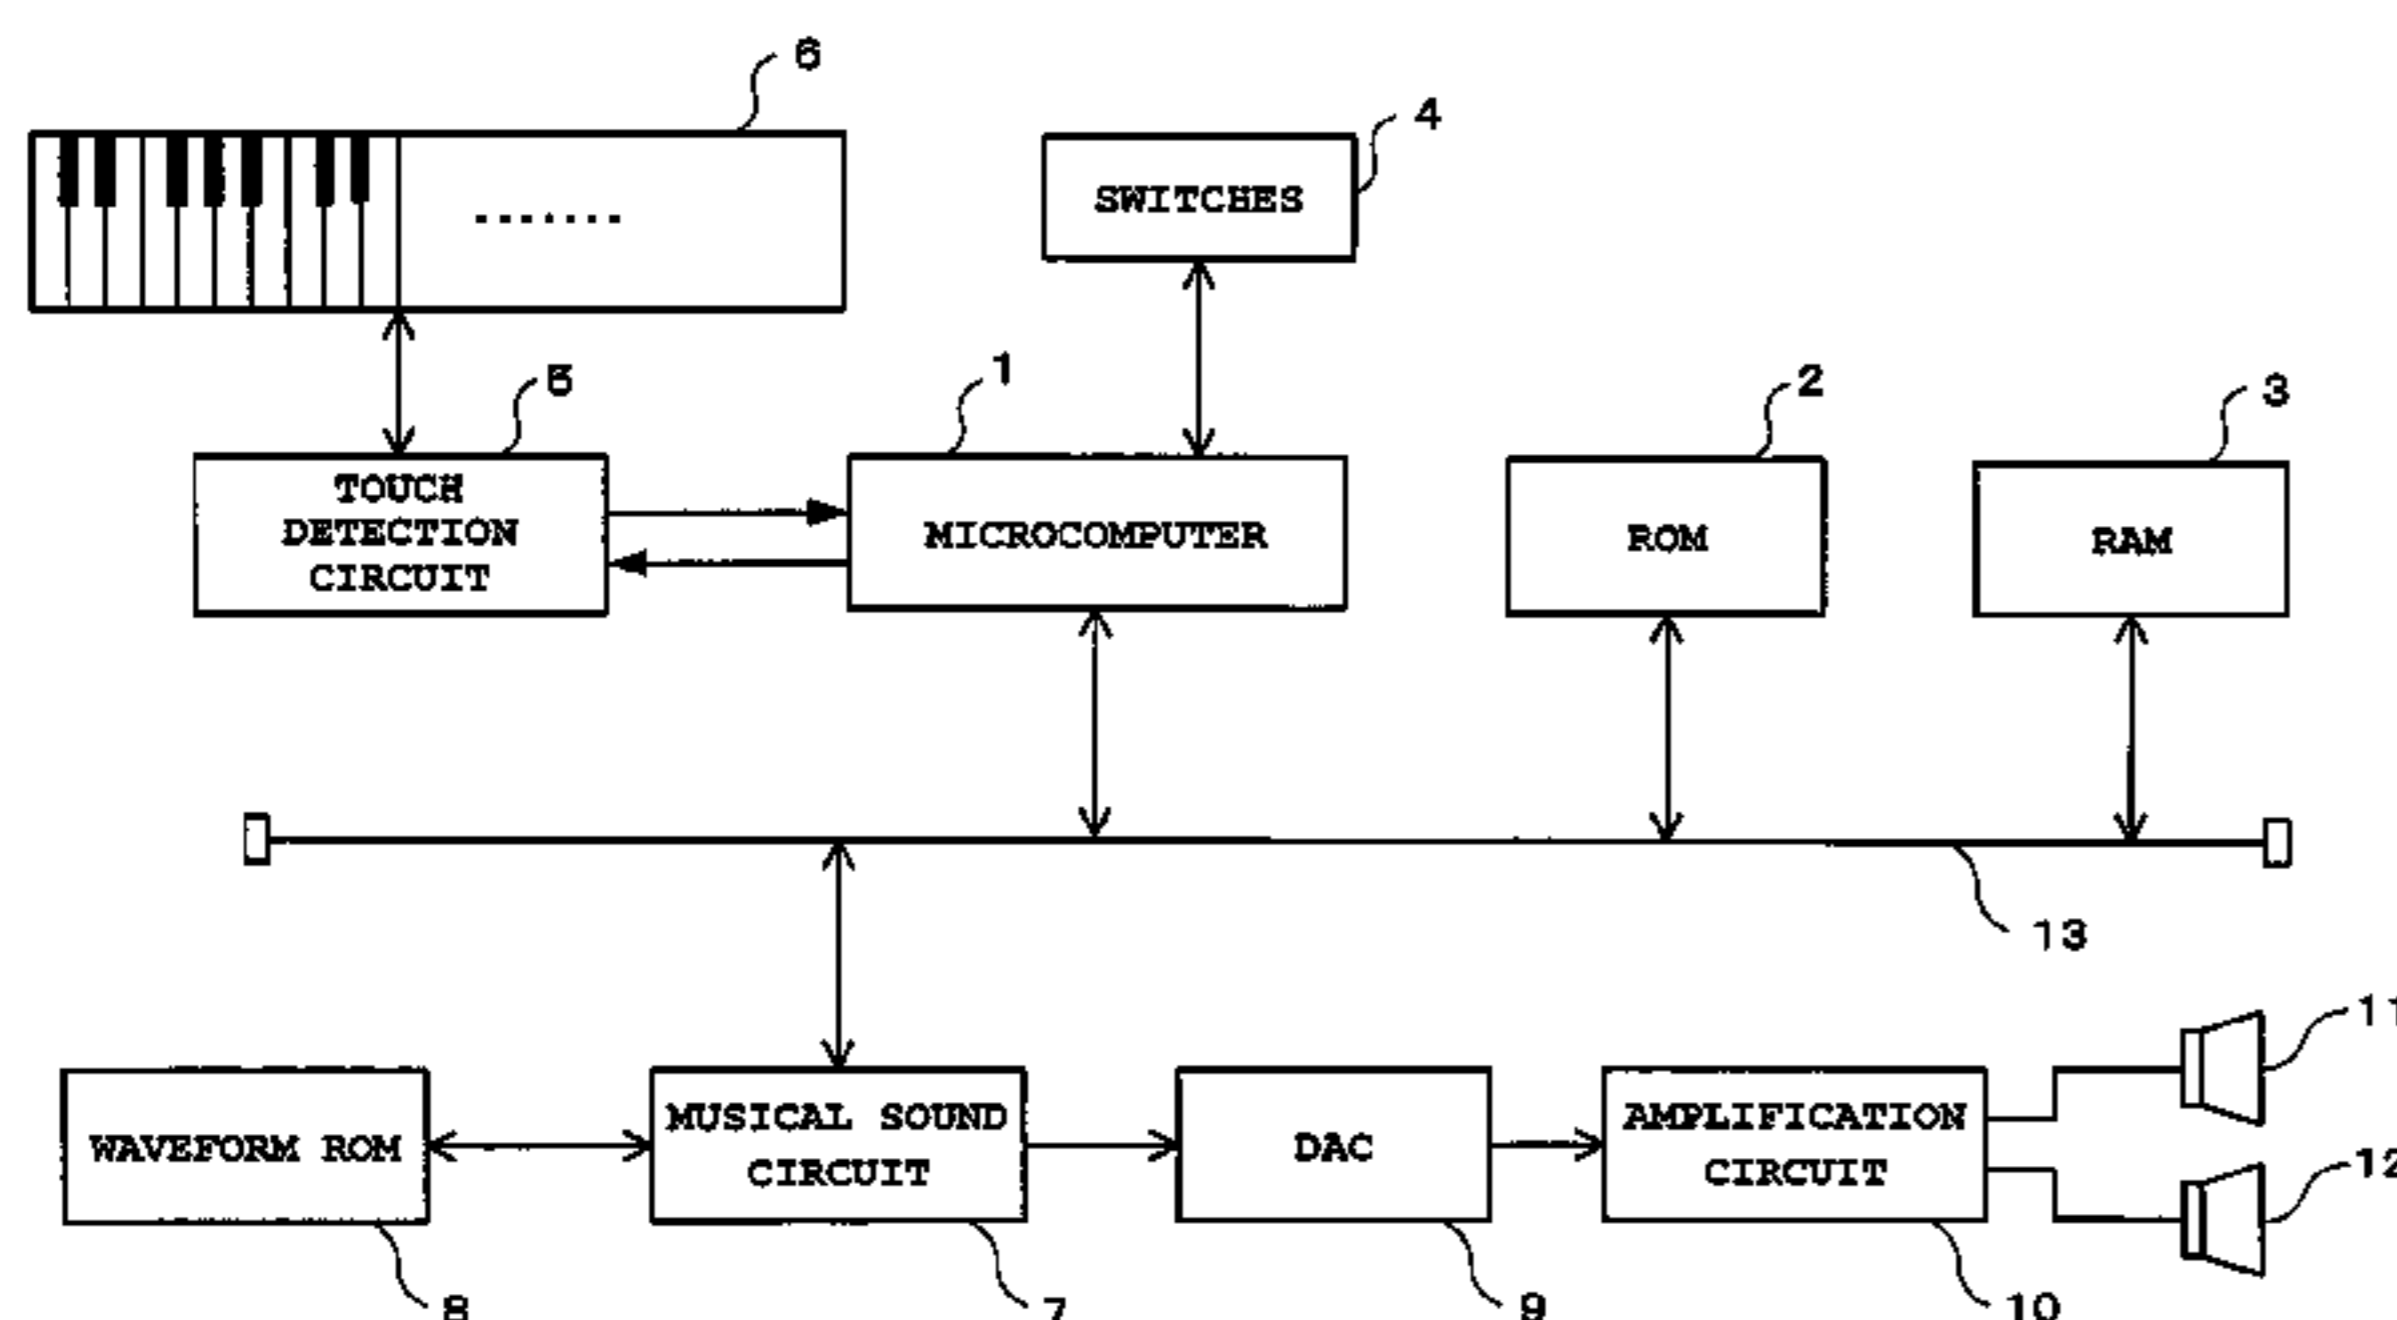 6
4
SWITCHES
5
1
2
3
TOUCH
DETECTION
CIRCUIT
MICROCOMPUTER
ROM
RAM
13
11
12
WAVEFORM ROM
MUSICAL SOUND
CIRCUIT
DAC
AMPLIFICATION
CIRCUIT
8
7
9
10